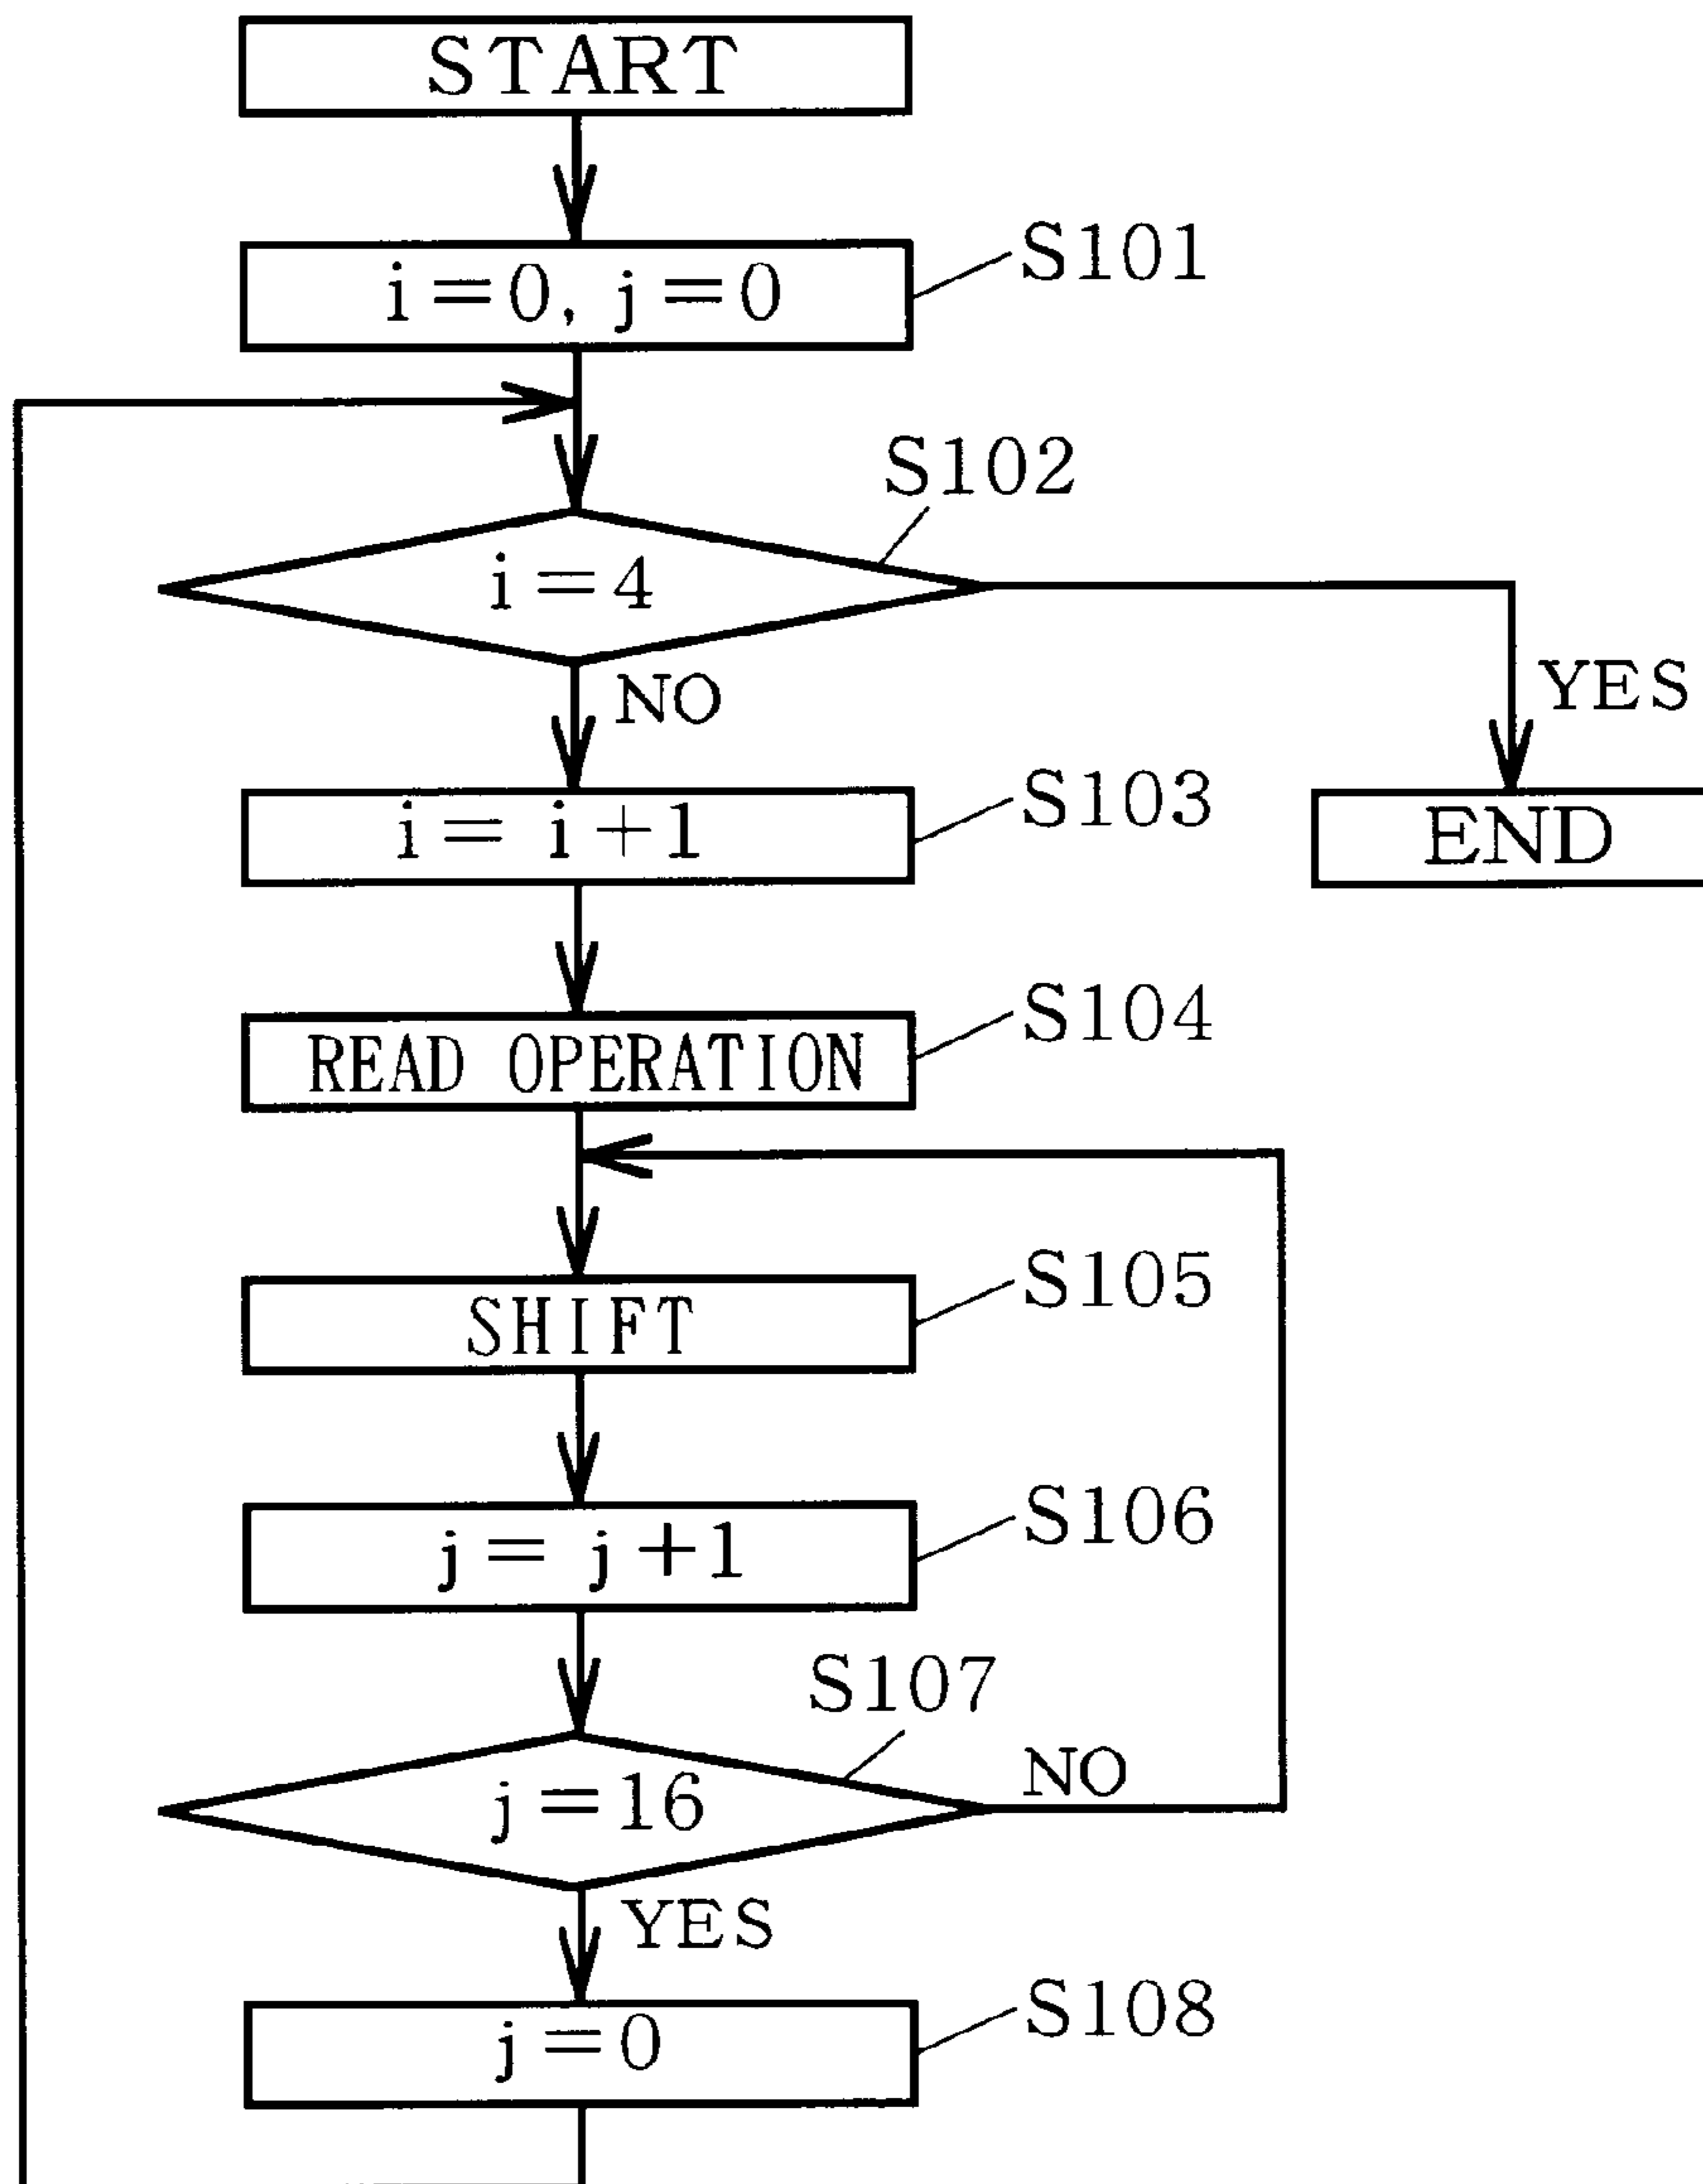 START
i=0, j=0
S101
S102
i=4
YES
NO
i= i+1
S103
END
READ OPERATION
S104
SHIFT
S105
j= j+1
S106
S107
j=16
NO
YES
j=0
S108